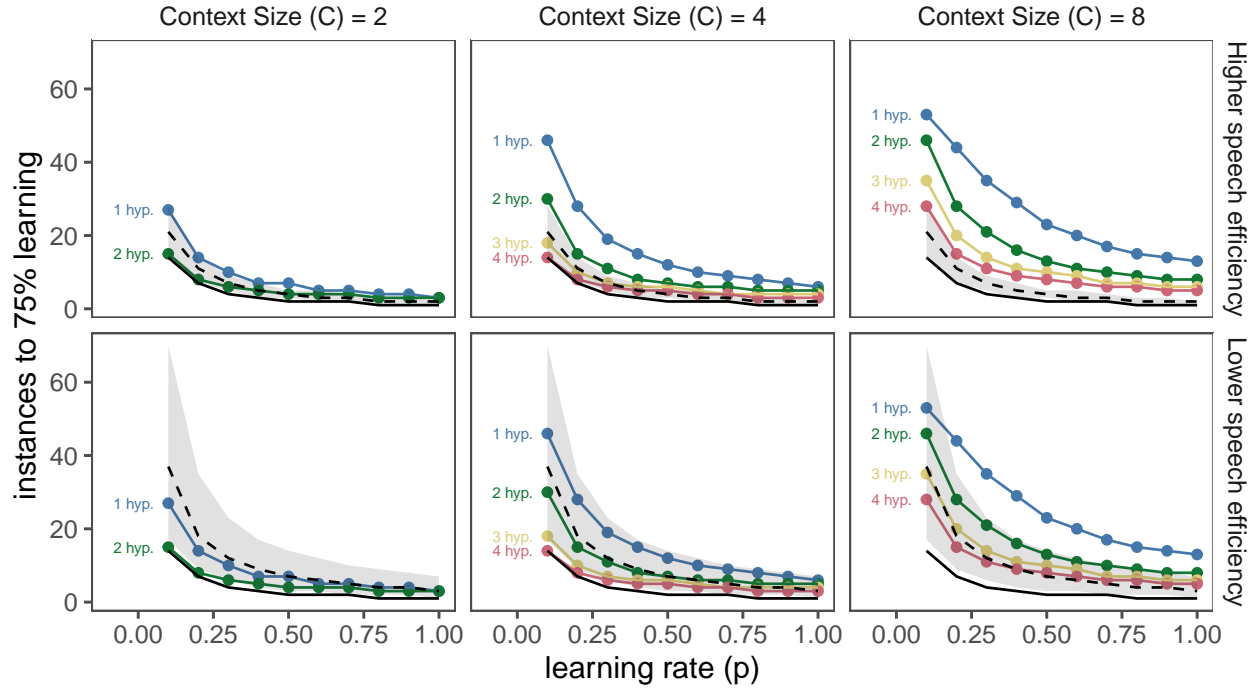 Context Size (C) = 2
Context Size (C) = 4
Context Size (C) = 8
instances to 75% learning
60
40
20
0
1 hyp.
2 hyp.
1 hyp.
2 hyp.
3 hyp.
4 hyp.
1 hyp.
2 hyp.
3 hyp.
4 hyp.
Higher speech efficiency
60
40
20
0
1 hyp.
2 hyp.
1 hyp.
2 hyp.
3 hyp.
4 hyp.
1 hyp.
2 hyp.
3 hyp.
4 hyp.
Lower speech efficiency
0.00 0.25 0.50 0.75 1.00
0.00 0.25 0.50 0.75 1.00
0.00 0.25 0.50 0.75 1.00
learning rate (p)